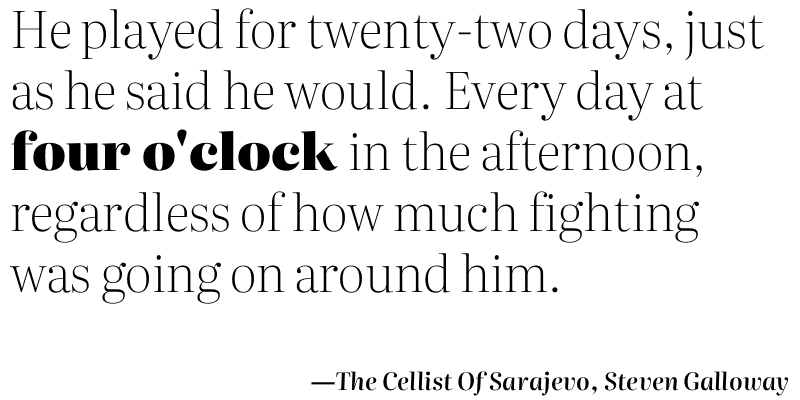 He played for twenty-two days, just
as he said he would. Every day at
four o'clock in the afternoon,
regardless of how much fighting
was going on around him.
—The Cellist Of Sarajevo, Steven Galloway